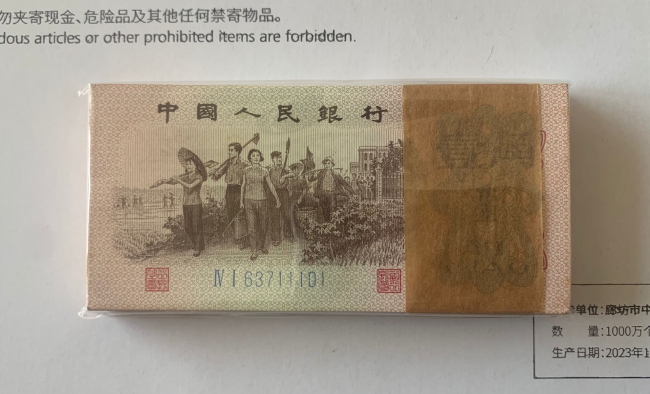 勿夹寄现金、危险品及其他任何禁寄物品。
dous articles or other prohibited items are forbidden.
中國人民銀行
Ⅳ Ⅰ 63711101
单位:廊坊市中
数 量:1000万个
生产日期:2023年1